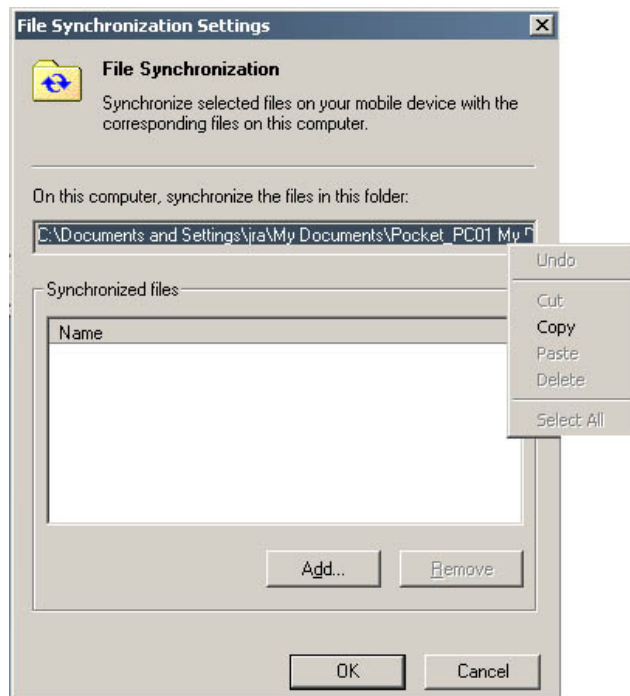 File Synchronization Settings
File Synchronization
Synchronize selected files on your mobile device with the
corresponding files on this computer.
On this computer, synchronize the files in this folder:
C:\Documents and Settings\jra\My Documents\Pocket_PC01 My D
Undo
Cut
Copy
Paste
Delete
Select All
Synchronized files
Name
Add...
Remove
OK
Cancel